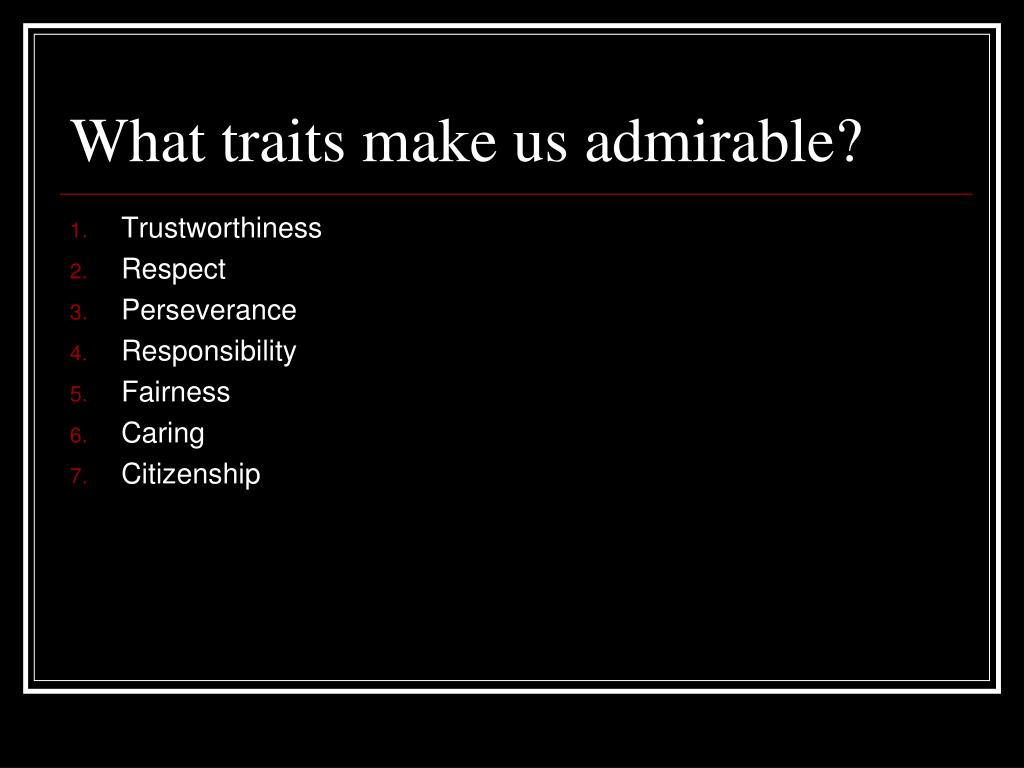 What traits make us admirable?
1. Trustworthiness
2. Respect
3. Perseverance
4. Responsibility
5. Fairness
6. Caring
7. Citizenship